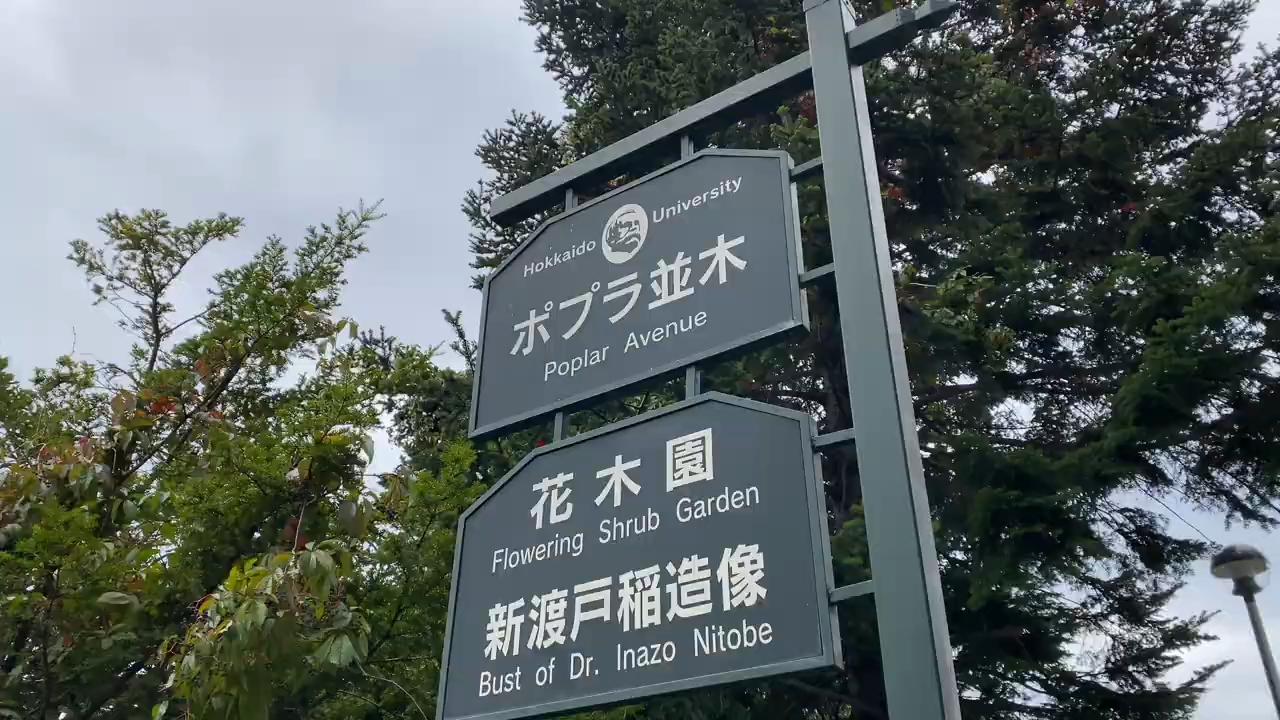 Hokkaido University
ポプラ並木
Poplar Avenue
花木園
Flowering Shrub Garden
新渡戸稲造像
Bust of Dr. Inazo Nitobe